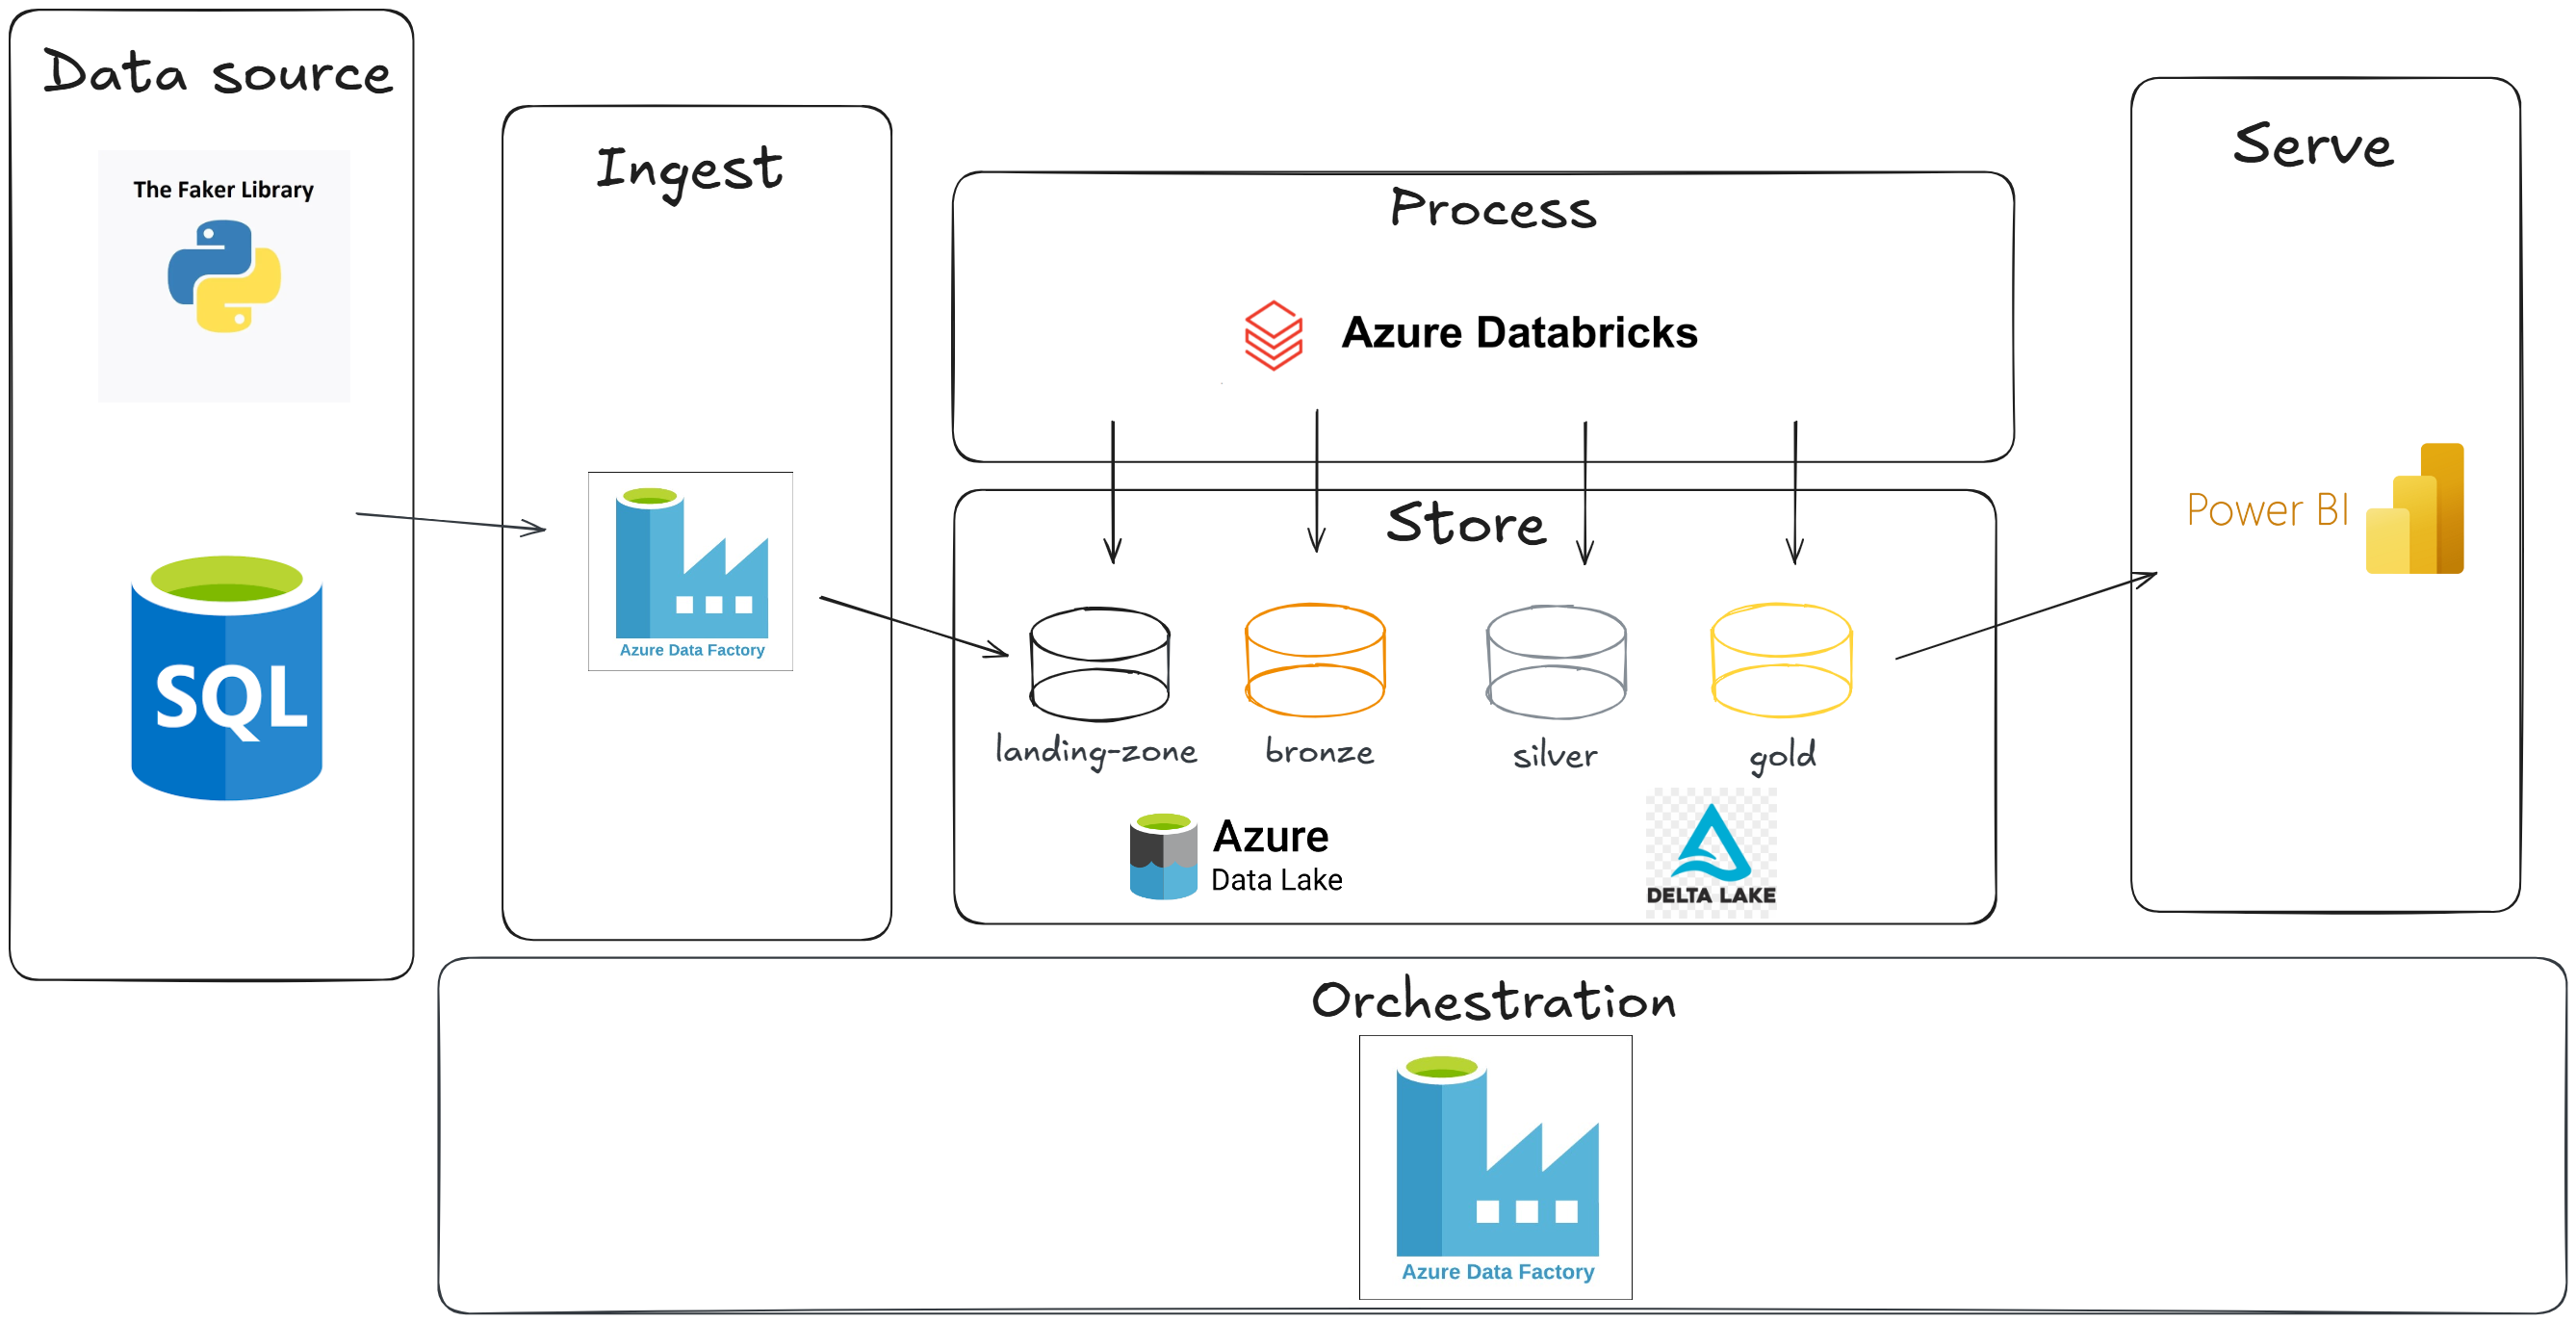 Data source
The Faker Library
SQL
Ingest
Azure Data Factory
Process
Azure Databricks
Store
landing-zone
bronze
silver
gold
Azure
Data Lake
DELTA LAKE
Serve
Power BI
Orchestration
Azure Data Factory